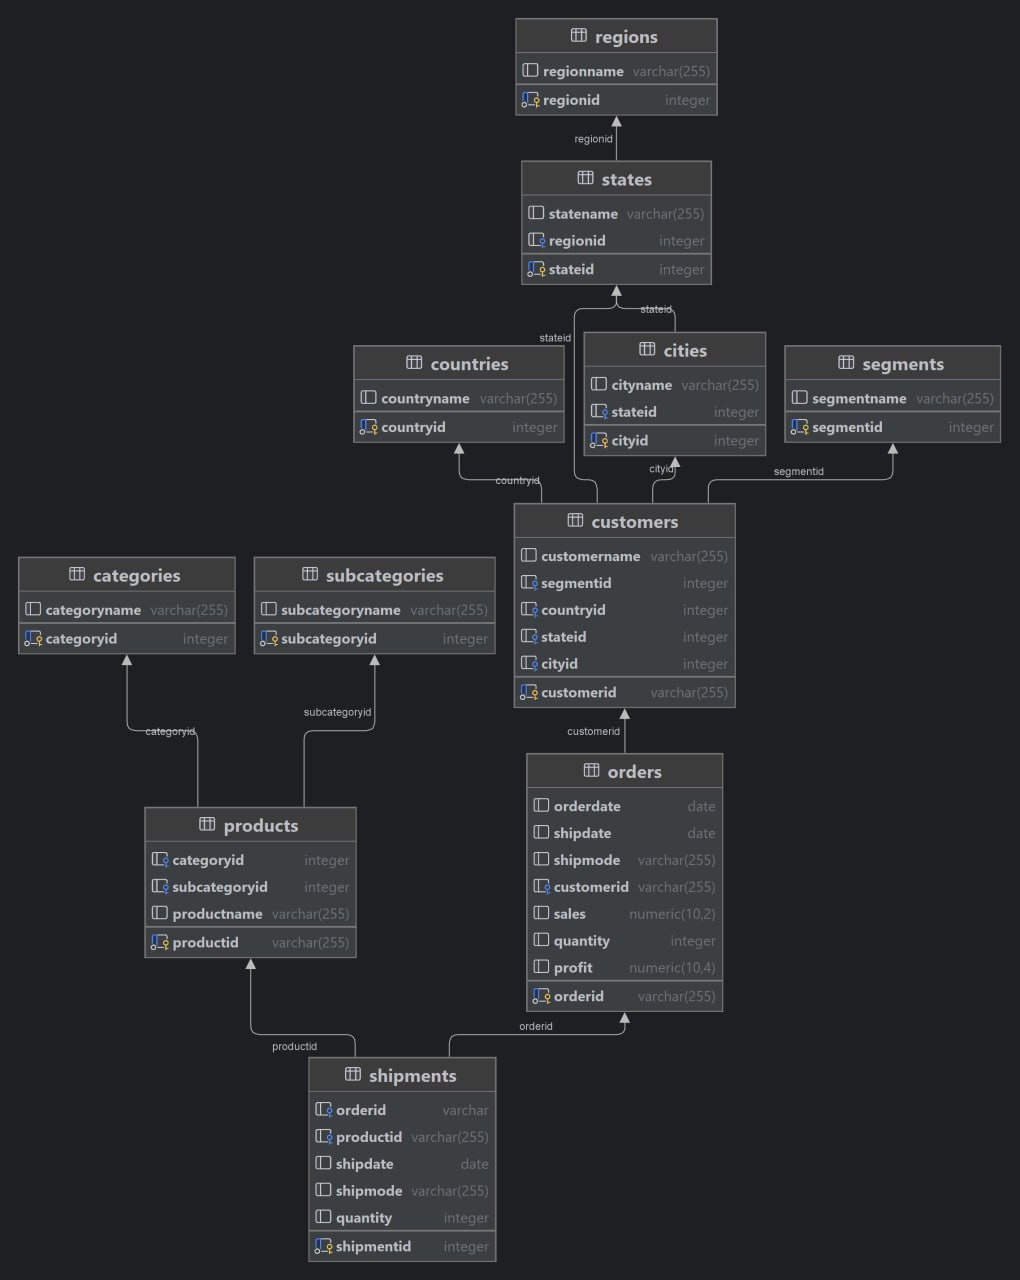 regions
regionname varchar(255)
regionid integer
regionid
states
statename varchar(255)
regionid integer
stateid integer
stateid
stateid
countries
countryname varchar(255)
countryid integer
cities
cityname varchar(255)
stateid integer
cityid integer
segments
segmentname varchar(255)
segmentid integer
countryid
cityid
segmentid
customers
customername varchar(255)
segmentid integer
countryid integer
stateid integer
cityid integer
customerid varchar(255)
categories
categoryname varchar(255)
categoryid integer
subcategories
subcategoryname varchar(255)
subcategoryid integer
categoryid
subcategoryid
customerid
orders
orderdate date
shipdate date
shipmode varchar(255)
customerid varchar(255)
sales numeric(10,2)
quantity integer
profit numeric(10,4)
orderid varchar(255)
products
categoryid integer
subcategoryid integer
productname varchar(255)
productid varchar(255)
productid
orderid
shipments
orderid varchar
productid varchar(255)
shipdate date
shipmode varchar(255)
quantity integer
shipmentid integer